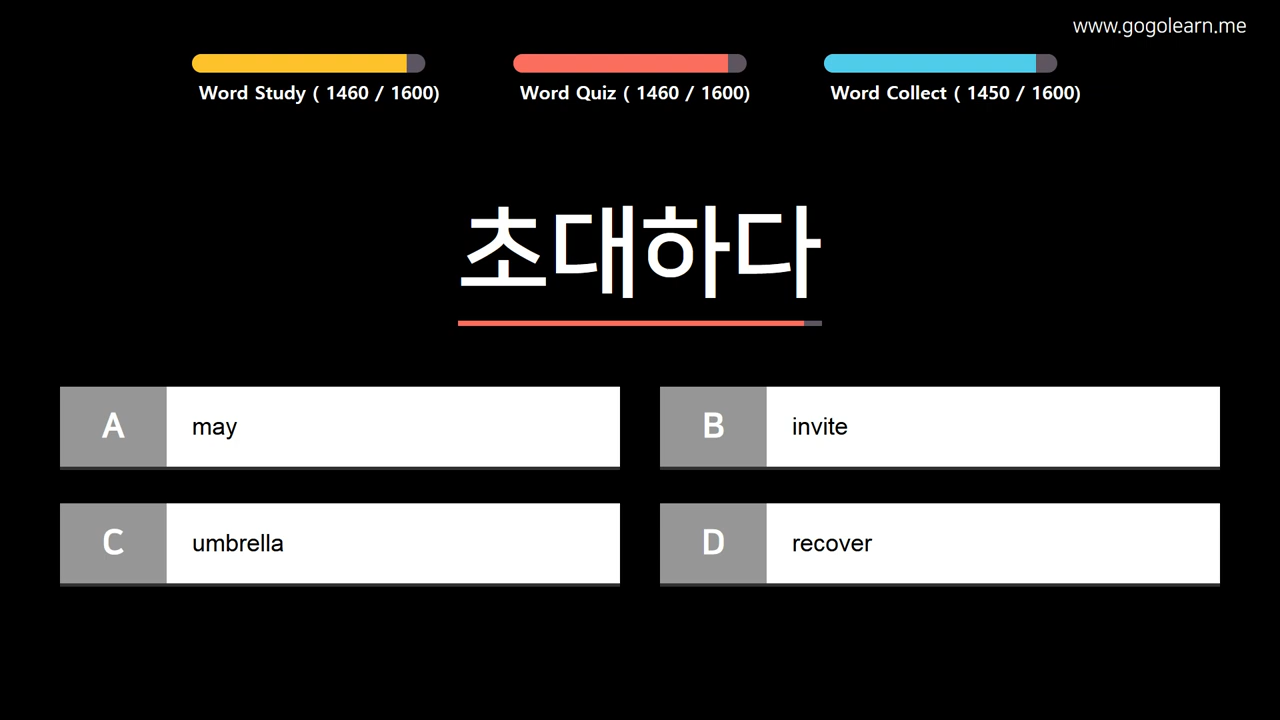 www.gogolearn.me
Word Study ( 1460 / 1600)
Word Quiz ( 1460 / 1600)
Word Collect ( 1450 / 1600)
초대하다
A may
B invite
C umbrella
D recover